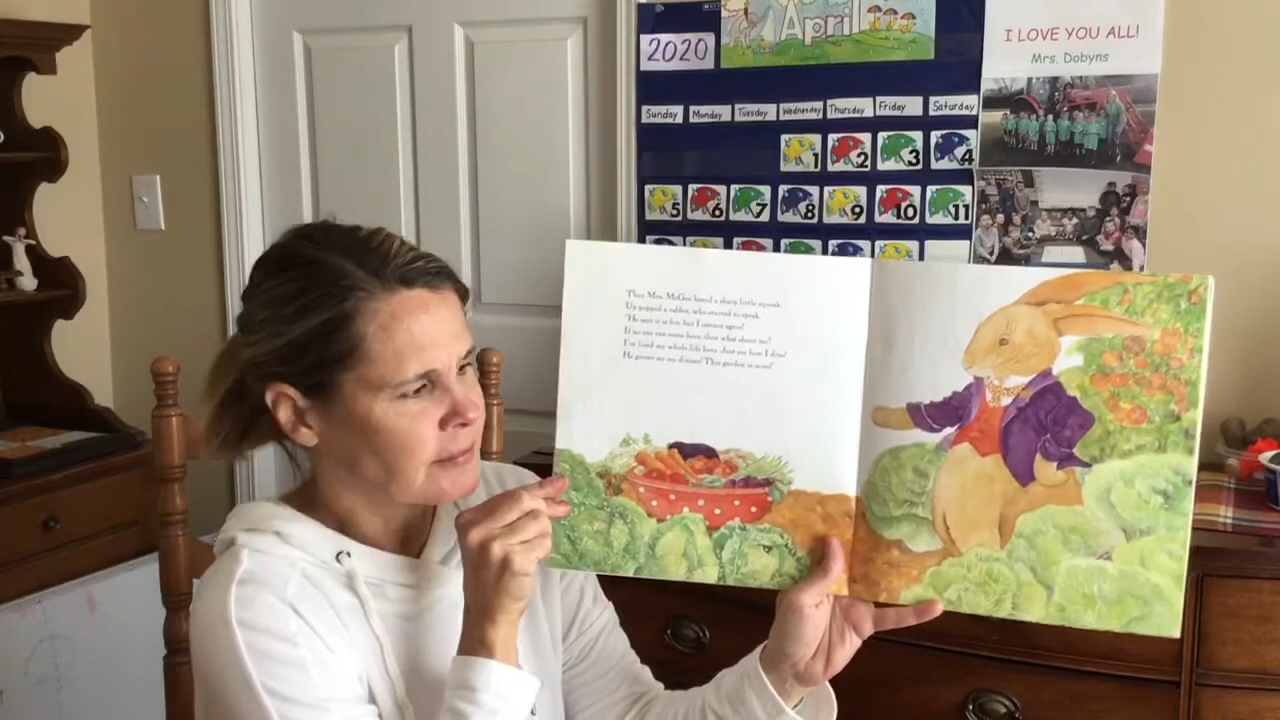 April
2020
I LOVE YOU ALL!
Mrs. Dobyns
Sunday Monday Tuesday Wednesday Thursday Friday Saturday
1 2 3 4
5 6 7 8 9 10 11
Then Mrs. McGee heard a sharp little squeak.
Up popped a rabbit, who started to speak.
"He says it is his, but I cannot agree!
If no one can come here, then what about me?
I've lived my whole life here. Just see how I dine!
He grows me my dinner! This garden is mine!"